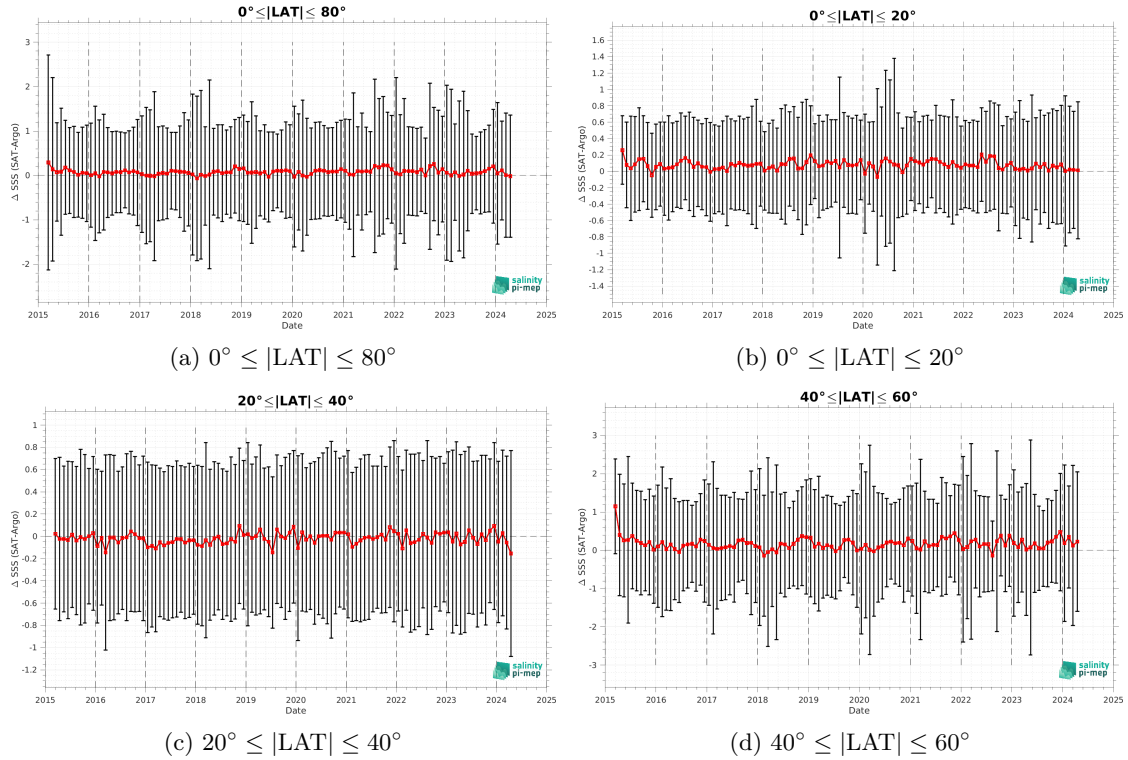 0°≤|LAT|≤ 80°
Δ SSS (SAT-Argo)
3
2
1
0
-1
-2
2015 2016 2017 2018 2019 2020 2021 2022 2023 2024 2025
Date
salinity
pi-mep
(a) 0° ≤ |LAT| ≤ 80°
0°≤|LAT|≤ 20°
Δ SSS (SAT-Argo)
1.6
1.4
1.2
1
0.8
0.6
0.4
0.2
0
-0.2
-0.4
-0.6
-0.8
-1
-1.2
-1.4
2015 2016 2017 2018 2019 2020 2021 2022 2023 2024 2025
Date
salinity
pi-mep
(b) 0° ≤ |LAT| ≤ 20°
20°≤|LAT|≤ 40°
Δ SSS (SAT-Argo)
1
0.8
0.6
0.4
0.2
0
-0.2
-0.4
-0.6
-0.8
-1
-1.2
2015 2016 2017 2018 2019 2020 2021 2022 2023 2024 2025
Date
salinity
pi-mep
(c) 20° ≤ |LAT| ≤ 40°
40°≤|LAT|≤ 60°
Δ SSS (SAT-Argo)
3
2
1
0
-1
-2
-3
2015 2016 2017 2018 2019 2020 2021 2022 2023 2024 2025
Date
salinity
pi-mep
(d) 40° ≤ |LAT| ≤ 60°